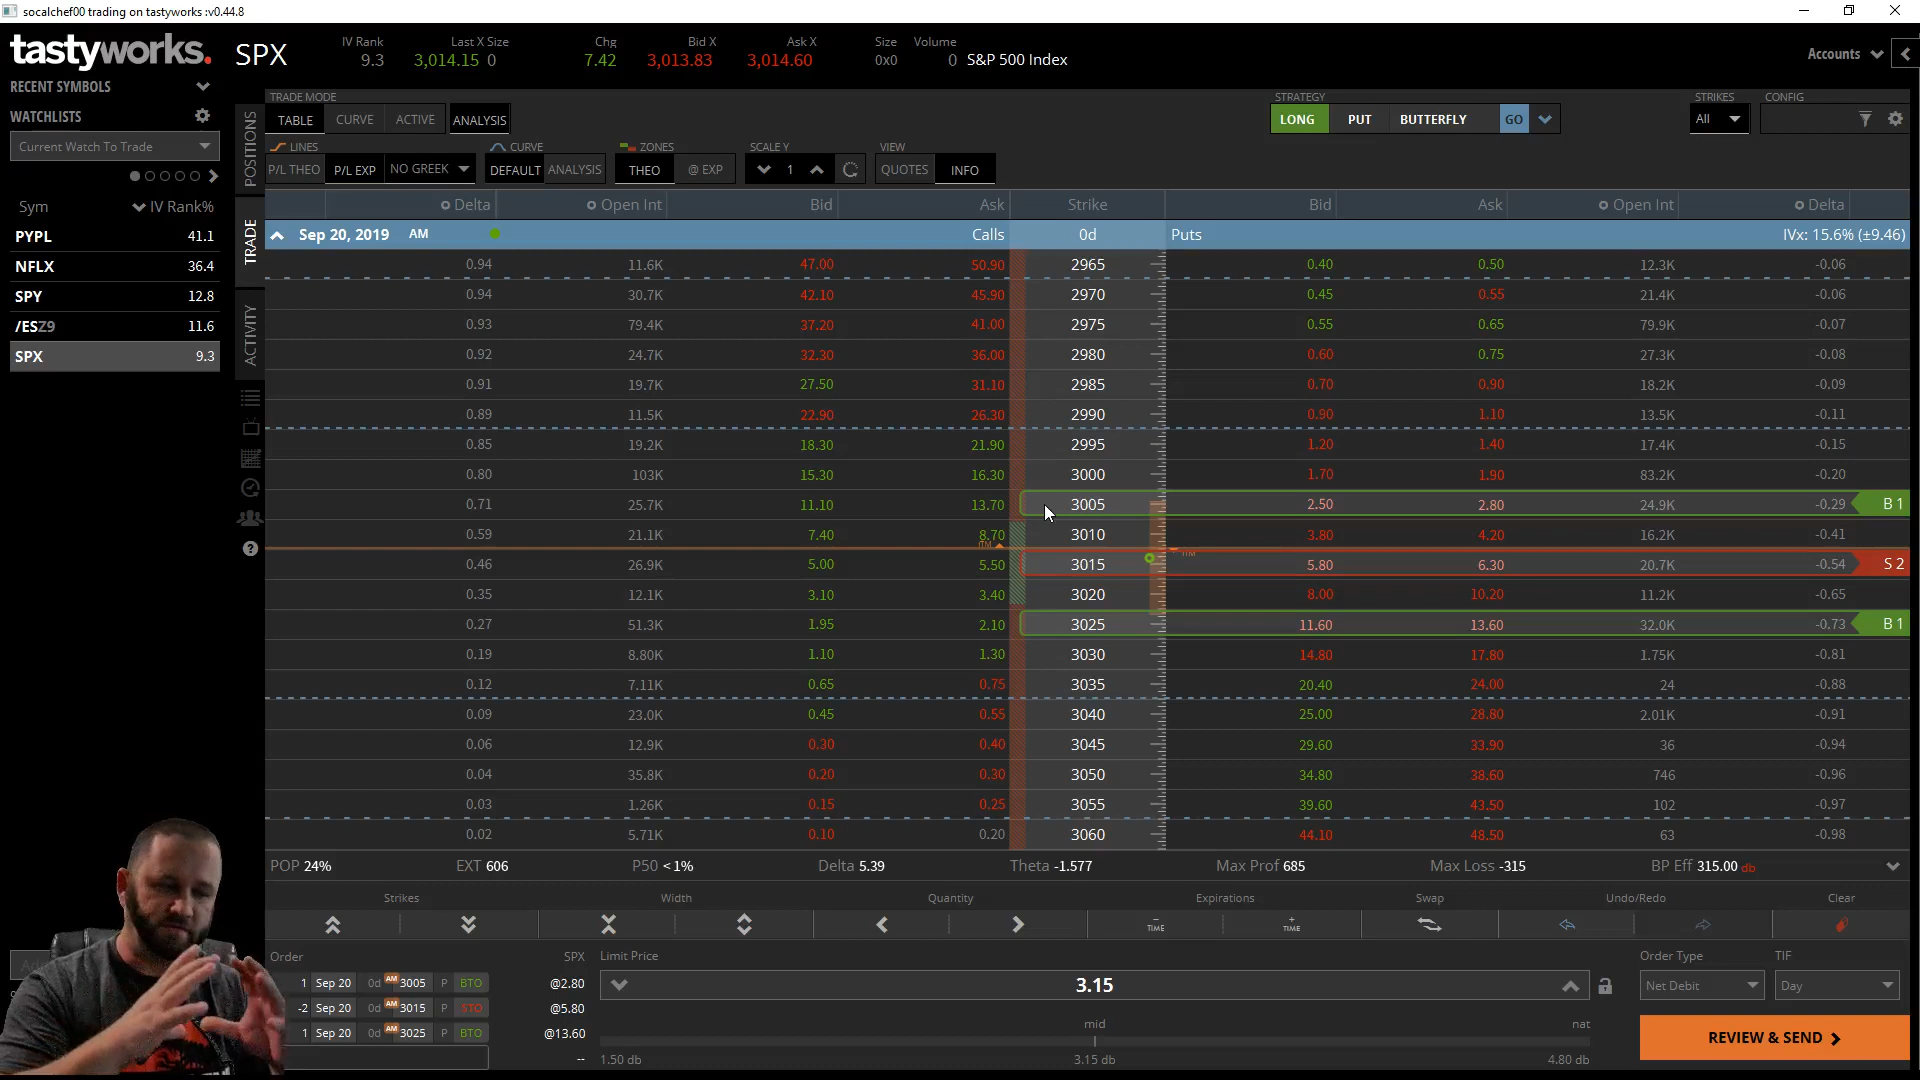 socalchef00 trading on tastyworks :v0.44.8
tastyworks.
SPX
IV Rank
9.3
Last X Size
3,014.15 0
Chg
7.42
Bid X
3,013.83
Ask X
3,014.60
Size
0x0
Volume
0
S&P 500 Index
Accounts
RECENT SYMBOLS
WATCHLISTS
Current Watch To Trade
Sym IV Rank%
PYPL 41.1
NFLX 36.4
SPY 12.8
/ESZ9 11.6
SPX 9.3
POSITIONS
TRADE
ACTIVITY
TRADE MODE
TABLE CURVE ACTIVE ANALYSIS
STRATEGY
LONG PUT BUTTERFLY GO
STRIKES
All
CONFIG
LINES CURVE ZONES SCALE Y VIEW
P/L THEO P/L EXP NO GREEK DEFAULT ANALYSIS THEO @ EXP 1 QUOTES INFO
Delta Open Int Bid Ask Strike Bid Ask Open Int Delta
Sep 20, 2019 AM Calls 0d Puts IVx: 15.6% (±9.46)
0.94 11.6K 47.00 50.90 2965 0.40 0.50 12.3K -0.06
0.94 30.7K 42.10 45.90 2970 0.45 0.55 21.4K -0.06
0.93 79.4K 37.20 41.00 2975 0.55 0.65 79.9K -0.07
0.92 24.7K 32.30 36.00 2980 0.60 0.75 27.3K -0.08
0.91 19.7K 27.50 31.10 2985 0.70 0.90 18.2K -0.09
0.89 11.5K 22.90 26.30 2990 0.90 1.10 13.5K -0.11
0.85 19.2K 18.30 21.90 2995 1.20 1.40 17.4K -0.15
0.80 103K 15.30 16.30 3000 1.70 1.90 83.2K -0.20
0.71 25.7K 11.10 13.70 3005 2.50 2.80 24.9K -0.29 B 1
0.59 21.1K 7.40 8.70 3010 3.80 4.20 16.2K -0.41
ITM ITM
0.46 26.9K 5.00 5.50 3015 5.80 6.30 20.7K -0.54 S 2
0.35 12.1K 3.10 3.40 3020 8.00 10.20 11.2K -0.65
0.27 51.3K 1.95 2.10 3025 11.60 13.60 32.0K -0.73 B 1
0.19 8.80K 1.10 1.30 3030 14.80 17.80 1.75K -0.81
0.12 7.11K 0.65 0.75 3035 20.40 24.00 24 -0.88
0.09 23.0K 0.45 0.55 3040 25.00 28.80 2.01K -0.91
0.06 12.9K 0.30 0.40 3045 29.60 33.90 36 -0.94
0.04 35.8K 0.20 0.30 3050 34.80 38.60 746 -0.96
0.03 1.26K 0.15 0.25 3055 39.60 43.50 102 -0.97
0.02 5.71K 0.10 0.20 3060 44.10 48.50 63 -0.98
POP 24% EXT 606 P50 < 1% Delta 5.39 Theta -1.577 Max Prof 685 Max Loss -315 BP Eff 315.00 db
Strikes Width Quantity Expirations Swap Undo/Redo Clear
TIME TIME
Order SPX Limit Price Order Type TIF
1 Sep 20 0d AM 3005 P BTO @2.80
-2 Sep 20 0d AM 3015 P STO @5.80
1 Sep 20 0d AM 3025 P BTO @13.60
--
3.15
Net Debit
Day
mid nat
1.50 db 3.15 db 4.80 db
REVIEW & SEND